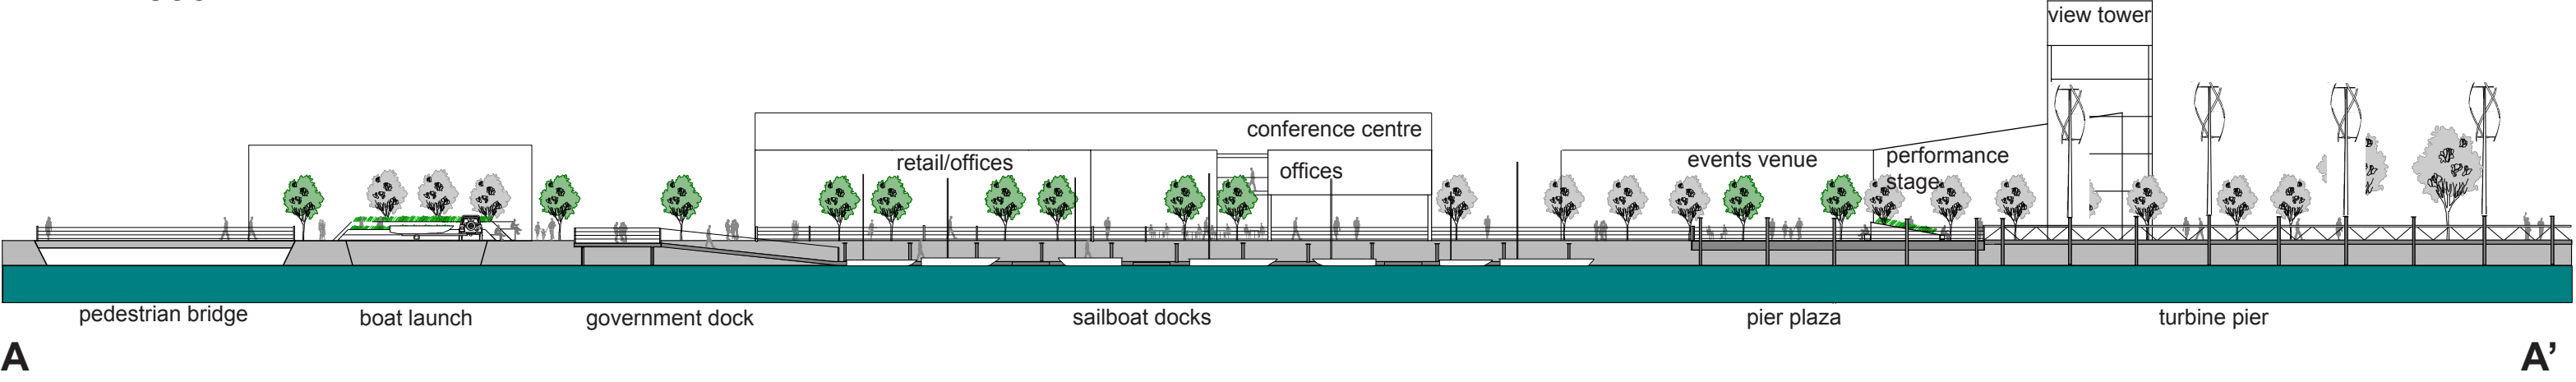 view tower
conference centre
retail/offices
offices
events venue
performance
stage
pedestrian bridge
boat launch
government dock
sailboat docks
pier plaza
turbine pier
A
A’